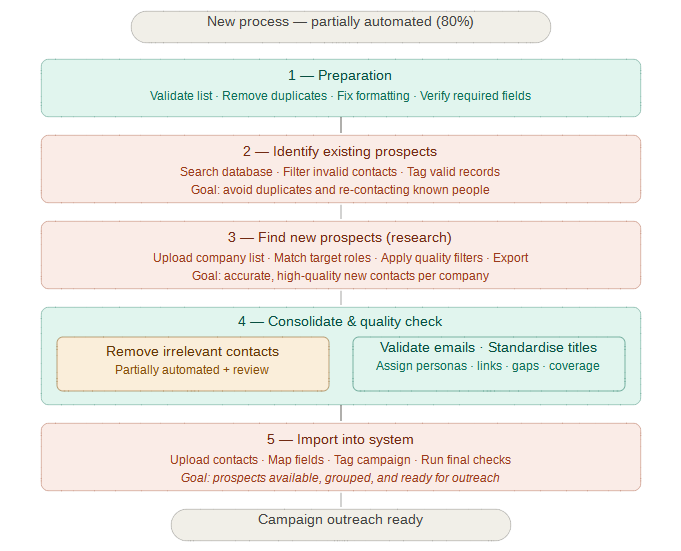 New process — partially automated (80%)
1 — Preparation
Validate list · Remove duplicates · Fix formatting · Verify required fields
2 — Identify existing prospects
Search database · Filter invalid contacts · Tag valid records
Goal: avoid duplicates and re-contacting known people
3 — Find new prospects (research)
Upload company list · Match target roles · Apply quality filters · Export
Goal: accurate, high-quality new contacts per company
4 — Consolidate & quality check
Remove irrelevant contacts
Partially automated + review
Validate emails · Standardise titles
Assign personas · links · gaps · coverage
5 — Import into system
Upload contacts · Map fields · Tag campaign · Run final checks
Goal: prospects available, grouped, and ready for outreach
Campaign outreach ready